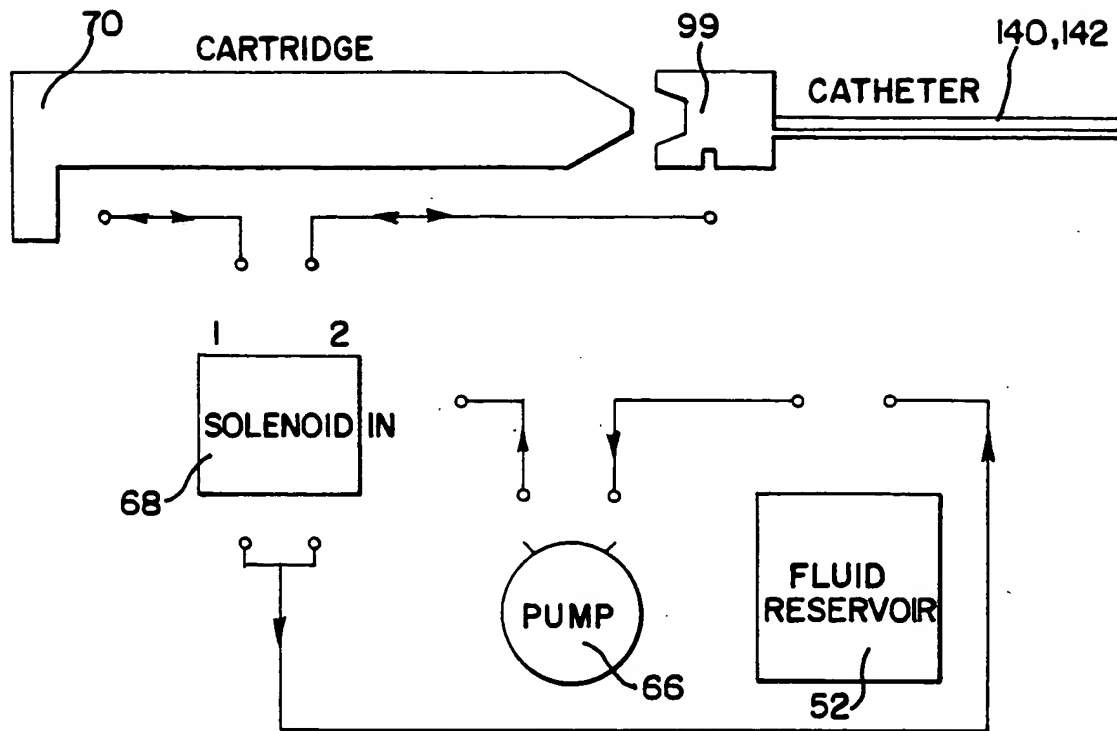 70
CARTRIDGE
99
140,142
CATHETER
1 2
SOLENOID IN
68
PUMP
66
FLUID
RESERVOIR
52